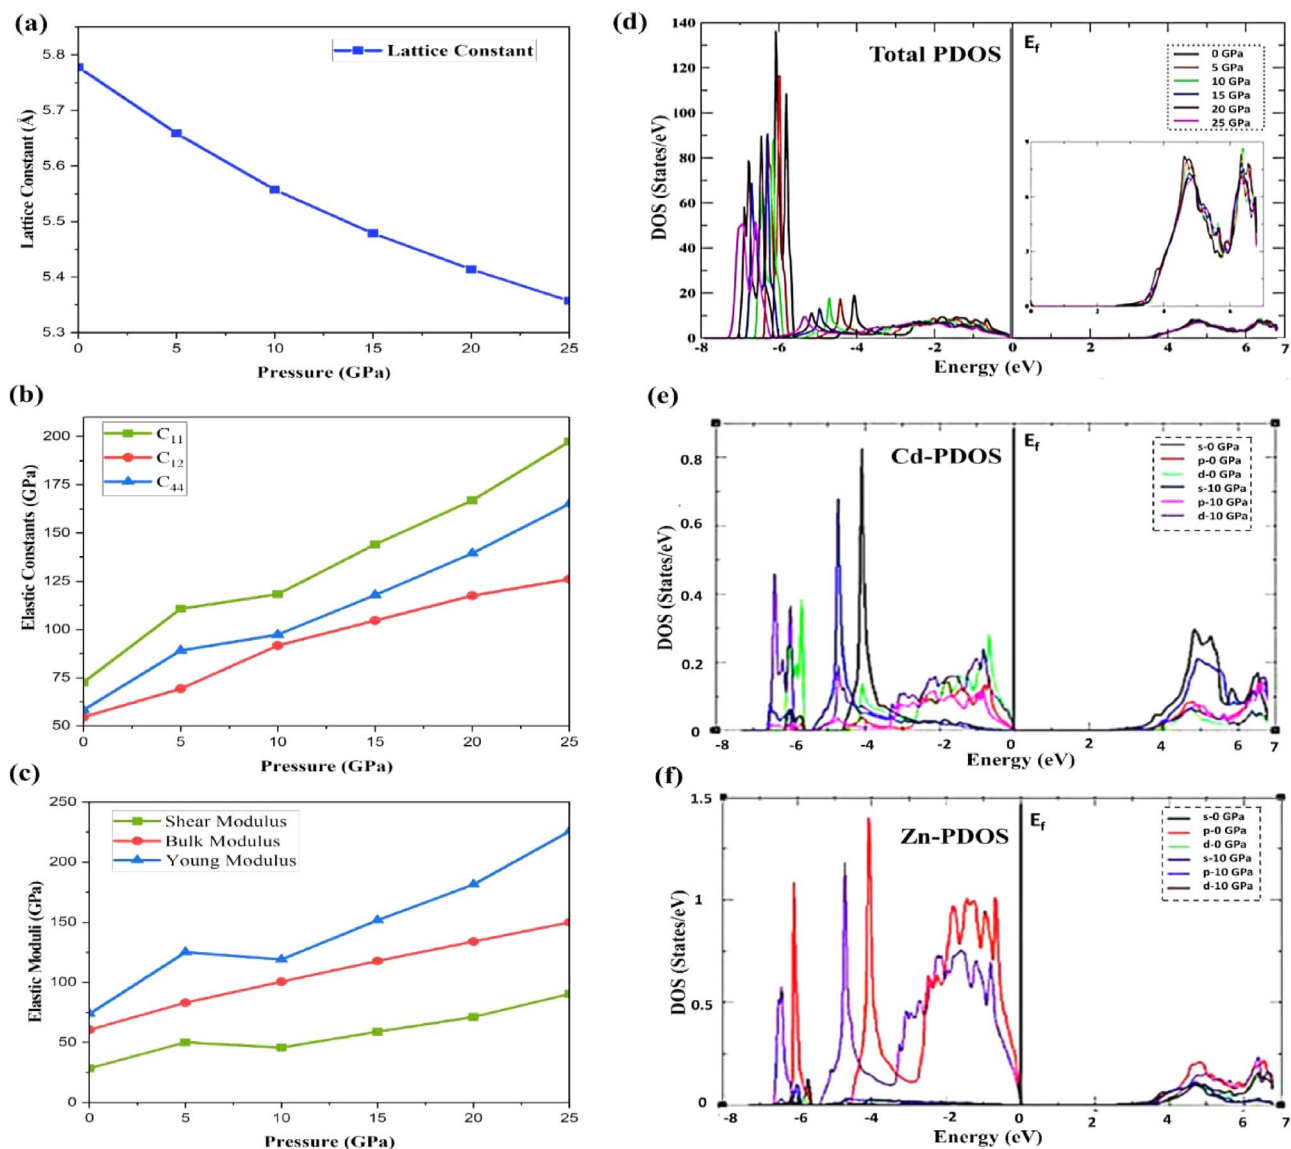 (a)
Lattice Constant
Lattice Constant (Å)
5.8
5.7
5.6
5.5
5.4
5.3
0 5 10 15 20 25
Pressure (GPa)
(b)
C11
C12
C44
Elastic Constants (GPa)
200
175
150
125
100
75
50
0 5 10 15 20 25
Pressure (GPa)
(c)
Shear Modulus
Bulk Modulus
Young Modulus
Elastic Moduli (GPa)
250
200
150
100
50
0
0 5 10 15 20 25
Pressure (GPa)
(d)
Total PDOS
Ef
0 GPa
5 GPa
10 GPa
15 GPa
20 GPa
25 GPa
DOS (States/eV)
140
120
100
80
60
40
20
0
9
6
3
0
0 2 4 6
-8 -6 -4 -2 0 2 4 6 7
Energy (eV)
(e)
Cd-PDOS
Ef
s-0 GPa
p-0 GPa
d-0 GPa
s-10 GPa
p-10 GPa
d-10 GPa
DOS (States/eV)
0.8
0.6
0.4
0.2
0
-8 -6 -4 -2 0 2 4 6 7
Energy (eV)
(f)
Zn-PDOS
Ef
s-0 GPa
p-0 GPa
d-0 GPa
s-10 GPa
p-10 GPa
d-10 GPa
DOS (States/eV)
1.5
1
0.5
0
-8 -6 -4 -2 0 2 4 6 7
Energy (eV)